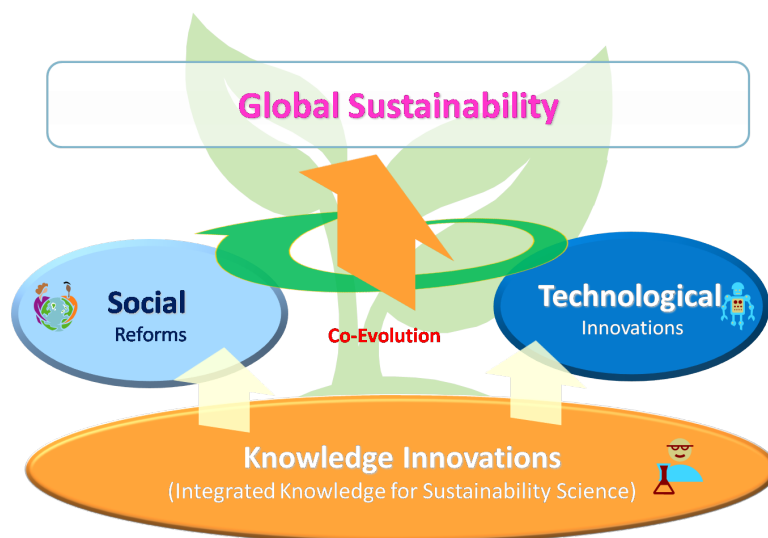 Global Sustainability
Social
Reforms
Technological
Innovations
Co-Evolution
Knowledge Innovations
(Integrated Knowledge for Sustainability Science)